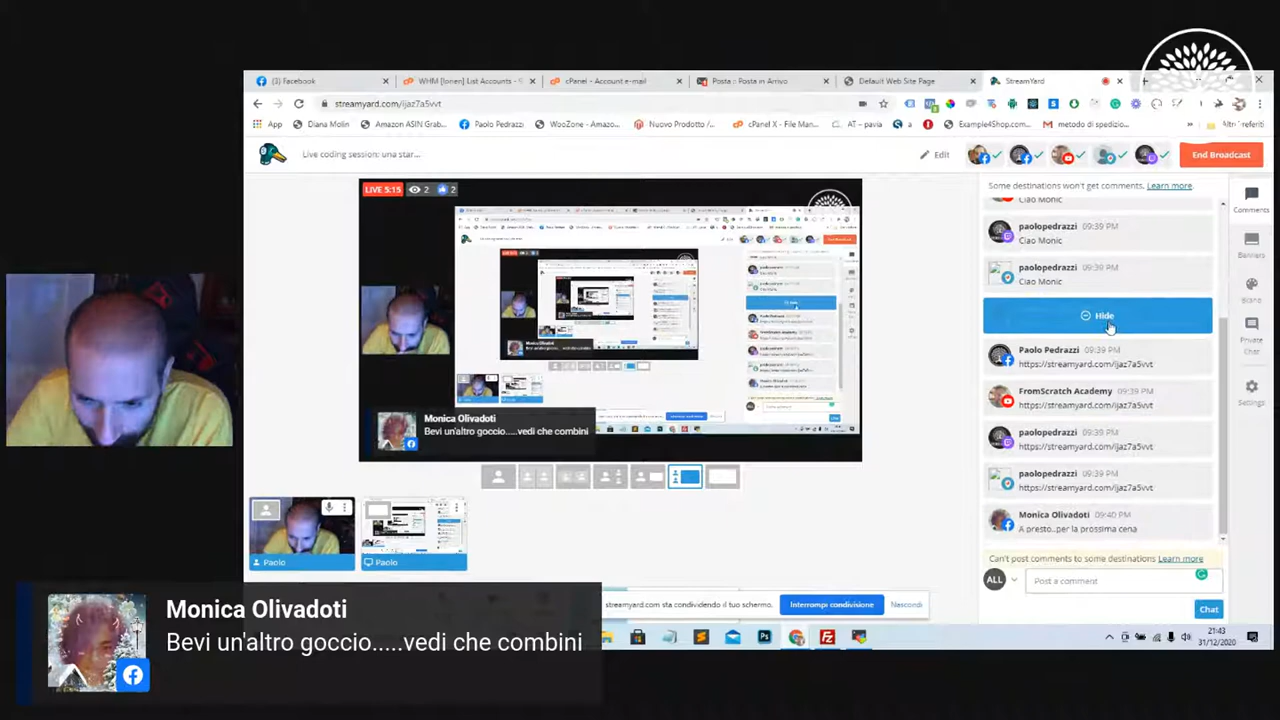 (3) Facebook
WHM [lorien] List Accounts - 9
cPanel - Account e-mail
Posta :: Posta in Arrivo
Default Web Site Page
StreamYard
streamyard.com/ijaz7a5vvt
App
Diana Molin
Amazon ASIN Grab...
Paolo Pedrazzi
WooZone - Amazo...
Nuovo Prodotto /...
cPanel X - File Man...
AT – pavia
a
Example4Shop.com...
metodo di spedizio...
Altri Preferiti
Live coding session: una star...
Edit
End Broadcast
LIVE 5:15
2
2
Some destinations won't get comments. Learn more.
Ciao Monic
paolopedrazzi 09:39 PM
Ciao Monic
paolopedrazzi 09:39 PM
Ciao Monic
Hide
Paolo Pedrazzi 09:39 PM
https://streamyard.com/ijaz7a5vvt
FromScratch Academy 09:39 PM
https://streamyard.com/ijaz7a5vvt
paolopedrazzi 09:39 PM
https://streamyard.com/ijaz7a5vvt
paolopedrazzi 09:39 PM
https://streamyard.com/ijaz7a5vvt
Monica Olivadoti 09:40 PM
A presto..per la prossima cena
Can't post comments to some destinations Learn more
ALL
Post a comment
Chat
Comments
Banners
Brand
Private
Chat
Settings
Monica Olivadoti
Bevi un'altro goccio.....vedi che combini
Paolo
Paolo
streamyard.com sta condividendo il tuo schermo.
Interrompi condivisione
Nascondi
21:43
31/12/2020
Monica Olivadoti
Bevi un'altro goccio.....vedi che combini